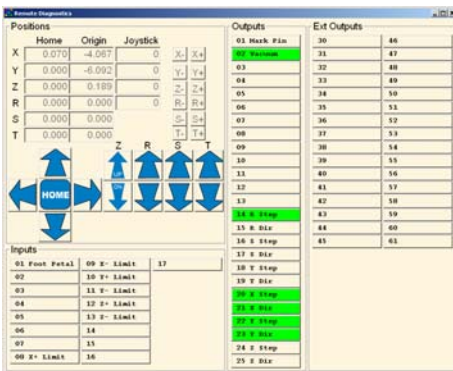 Remote Diagnostics
Positions
Home Origin Joystick
X 0.070 -4.067 0 X- X+
Y 0.000 -6.092 0 Y- Y+
Z 0.000 0.189 0 Z- Z+
R 0.000 0.000 0 R- R+
S 0.000 0.000 S- S+
T 0.000 0.000 T- T+
Z R S T
UP
HOME
DN
Inputs
01 Foot Petal
02
03
04
05
06
07
08 X+ Limit
09 X- Limit
10 Y+ Limit
11 Y- Limit
12 Z+ Limit
13 Z- Limit
14
15
16
17
Outputs
01 Mark Pin
02 Vacuum
03
04
05
06
07
08
09
10
11
12
13
14 R Step
15 R Dir
16 S Step
17 S Dir
18 T Step
19 T Dir
20 X Step
21 X Dir
22 Y Step
23 Y Dir
24 Z Step
25 Z Dir
Ext Outputs
30
31
32
33
34
35
36
37
38
39
40
41
42
43
44
45
46
47
48
49
50
51
52
53
54
55
56
57
58
59
60
61